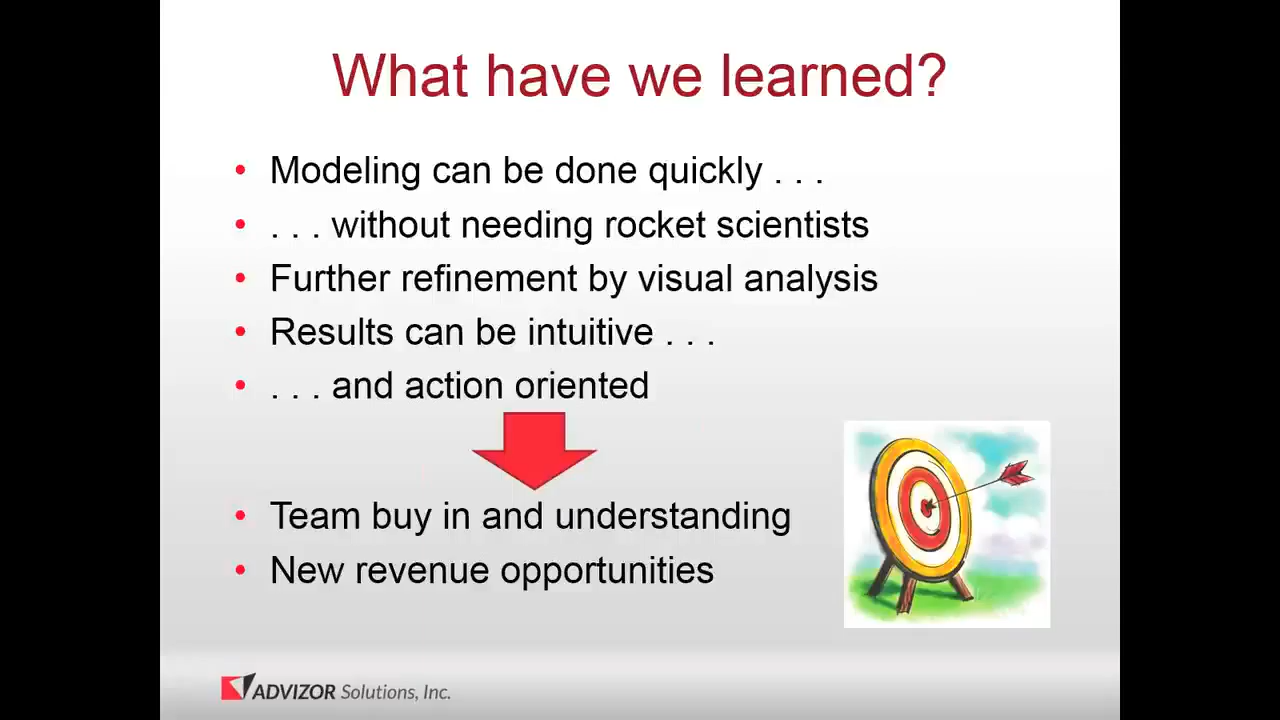 What have we learned?
• Modeling can be done quickly . . .
• . . . without needing rocket scientists
• Further refinement by visual analysis
• Results can be intuitive . . .
• . . . and action oriented
• Team buy in and understanding
• New revenue opportunities
ADVIZOR Solutions, Inc.